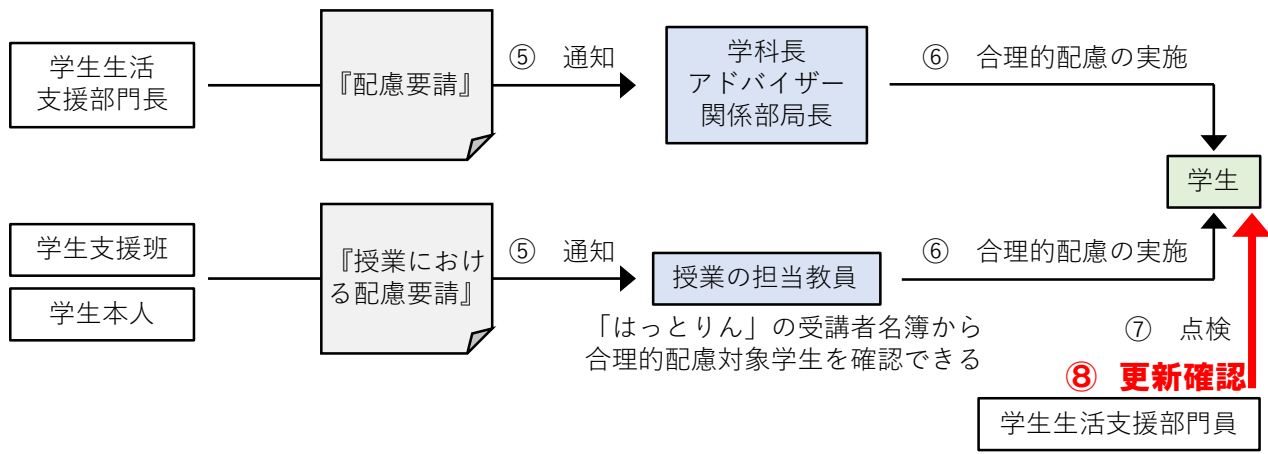 学生生活
支援部門長
『配慮要請』
⑤ 通知
学科長
アドバイザー
関係部局長
⑥ 合理的配慮の実施
学生
学生支援班
学生本人
『授業におけ
る配慮要請』
⑤ 通知
授業の担当教員
「はっとりん」の受講者名簿から
合理的配慮対象学生を確認できる
⑥ 合理的配慮の実施
⑦ 点検
⑧ 更新確認
学生生活支援部門員